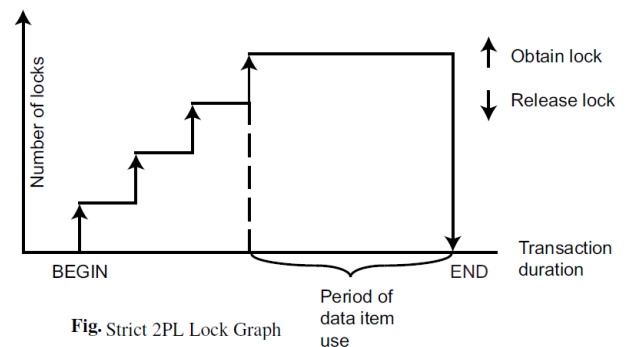 Number of locks
Obtain lock
Release lock
BEGIN
END
Transaction
duration
Period of
data item
use
Fig. Strict 2PL Lock Graph